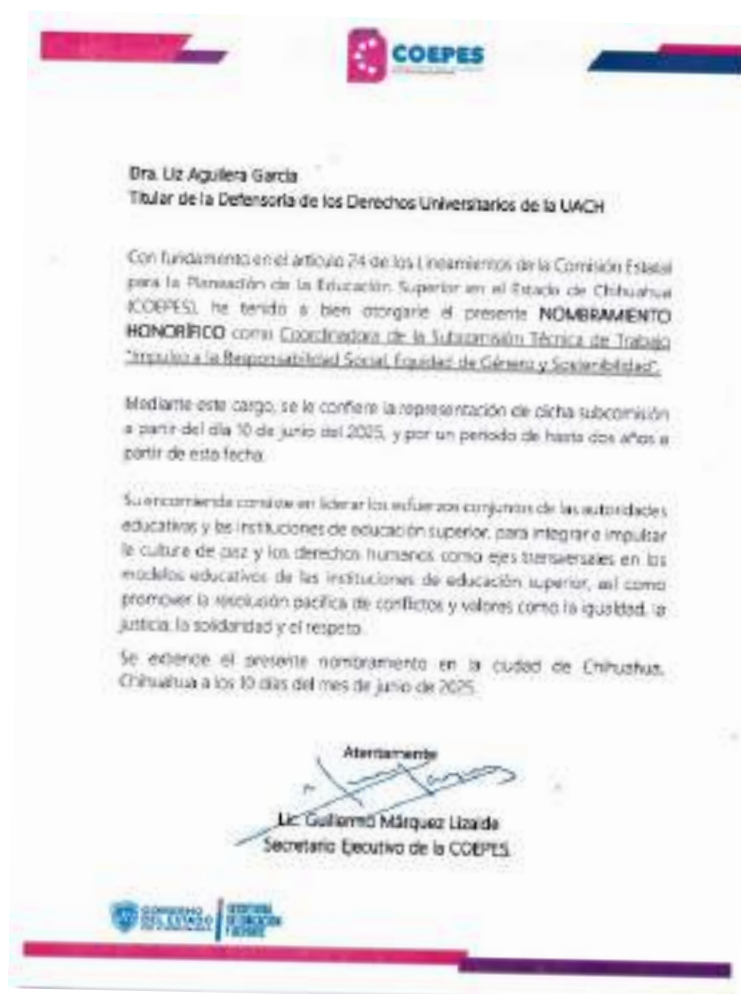 COEPES
Dra. Liz Aguilera García
Titular de la Defensoría de los Derechos Universitarios de la UACH
Con fundamento en el artículo 24 de los Lineamientos de la Comisión Estatal
para la Planeación de la Educación Superior en el Estado de Chihuahua
(COEPES), he tenido a bien otorgarle el presente NOMBRAMIENTO
HONORÍFICO como Coordinadora de la Subcomisión Técnica de Trabajo
"Impulso a la Responsabilidad Social, Equidad de Género y Sostenibilidad".
Mediante este cargo, se le confiere la representación de dicha subcomisión
a partir del día 10 de junio del 2025, y por un periodo de hasta dos años a
partir de esta fecha.
Su encomienda consiste en liderar los esfuerzos conjuntos de las autoridades
educativas y las instituciones de educación superior, para integrar e impulsar
la cultura de paz y los derechos humanos como ejes transversales en los
modelos educativos de las instituciones de educación superior, así como
promover la resolución pacífica de conflictos y valores como la igualdad, la
justicia, la solidaridad y el respeto.
Se extiende el presente nombramiento en la ciudad de Chihuahua,
Chihuahua a los 10 días del mes de junio de 2025.
Atentamente
Lic. Guillermo Márquez Lizalde
Secretario Ejecutivo de la COEPES.
GOBIERNO
DEL ESTADO
SECRETARÍA
DE EDUCACIÓN
Y DEPORTE